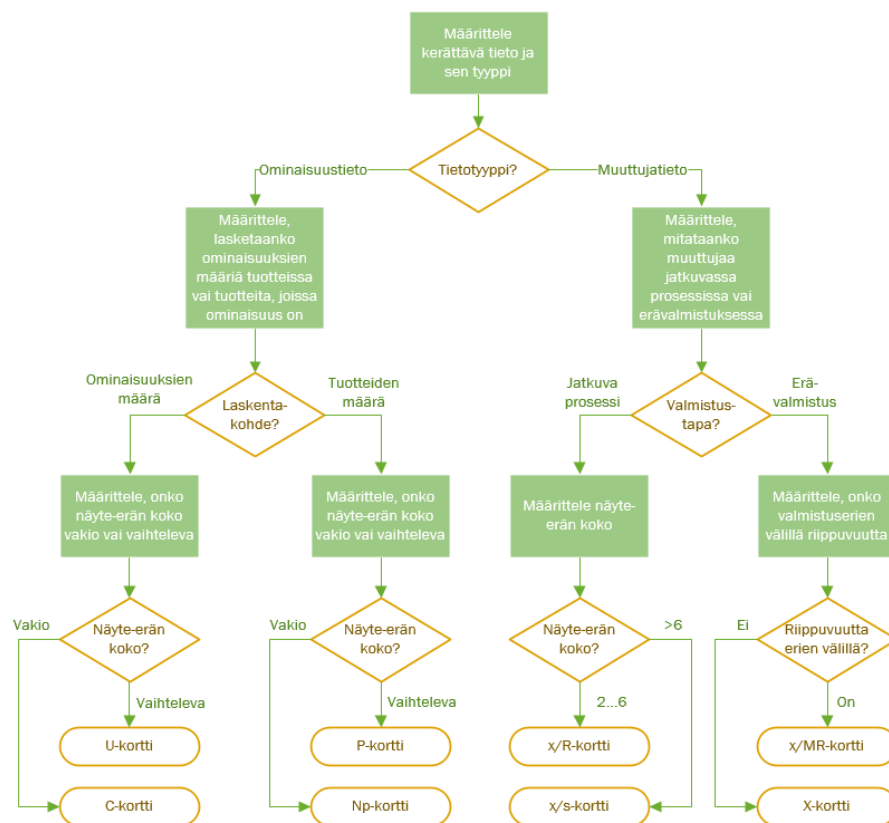 Määrittele
kerättävä tieto ja
sen tyyppi
Ominaisuustieto
Tietotyyppi?
Muuttujatieto
Määrittele,
lasketaanko
ominaisuuksien
määriä tuotteissa
vai tuotteita, joissa
ominaisuus on
Määrittele,
mitataanko
muuttujaa
jatkuvassa
prosessissa vai
erävalmistuksessa
Ominaisuuksien
määrä
Laskenta-
kohde?
Tuotteiden
määrä
Jatkuva
prosessi
Valmistus-
tapa?
Erä-
valmistus
Määrittele, onko
näyte-erän koko
vakio vai vaihteleva
Määrittele, onko
näyte-erän koko
vakio vai vaihteleva
Määrittele näyte-
erän koko
Määrittele, onko
valmistuserien
välillä riippuvuutta
Vakio
Näyte-erän
koko?
Vaihteleva
Vakio
Näyte-erän
koko?
Vaihteleva
Näyte-erän
koko?
>6
2...6
Ei
Riippuvuutta
erien välillä?
On
U-kortti
P-kortti
x/R-kortti
x/MR-kortti
C-kortti
Np-kortti
x/s-kortti
X-kortti